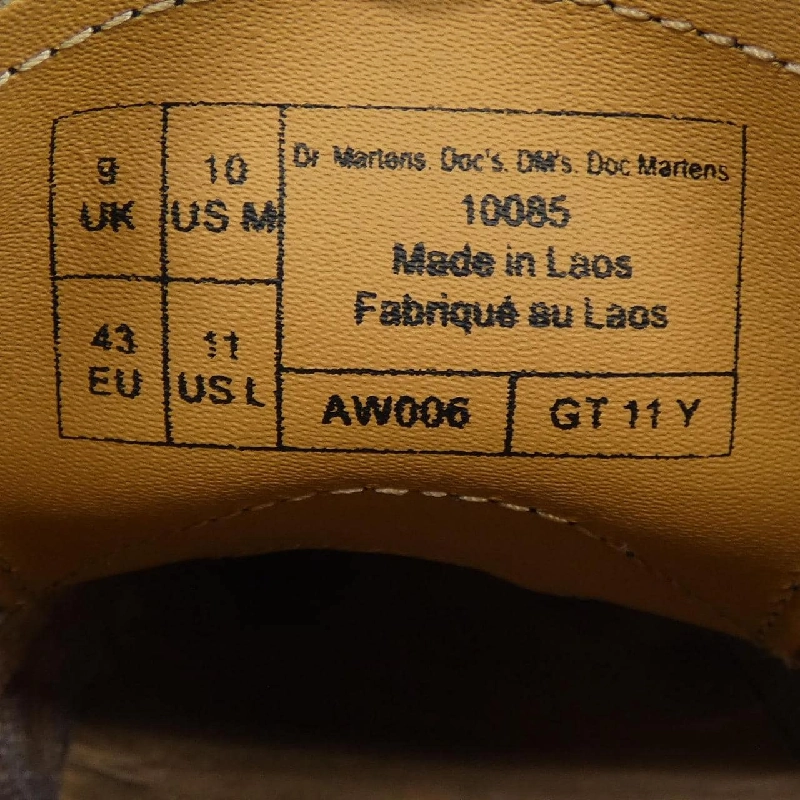 9
UK
10
US M
43
EU
11
US L
Dr Martens. Doc's. DM's. Doc Martens
10085
Made in Laos
Fabriqué au Laos
AW006
GT 11 Y